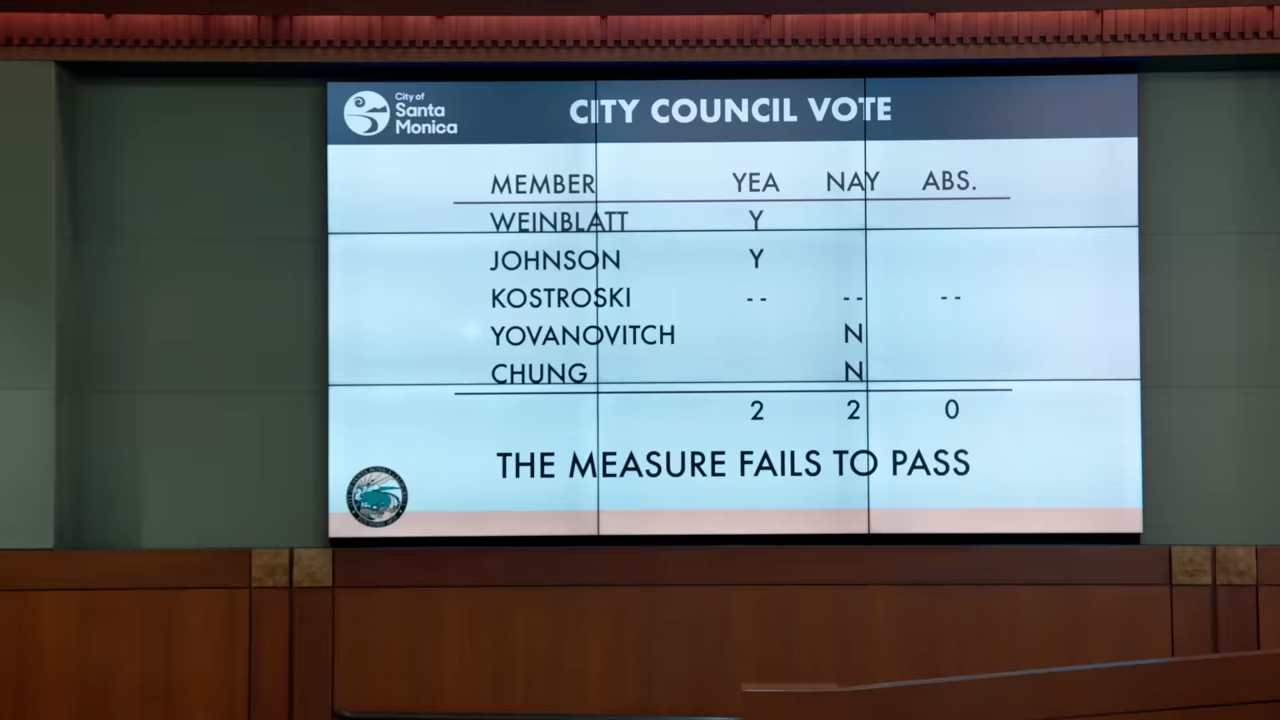 City of
Santa
Monica
CITY COUNCIL VOTE
MEMBER YEA NAY ABS.
WEINBLATT Y
JOHNSON Y
KOSTROSKI -- -- --
YOVANOVITCH N
CHUNG N
2 2 0
THE MEASURE FAILS TO PASS